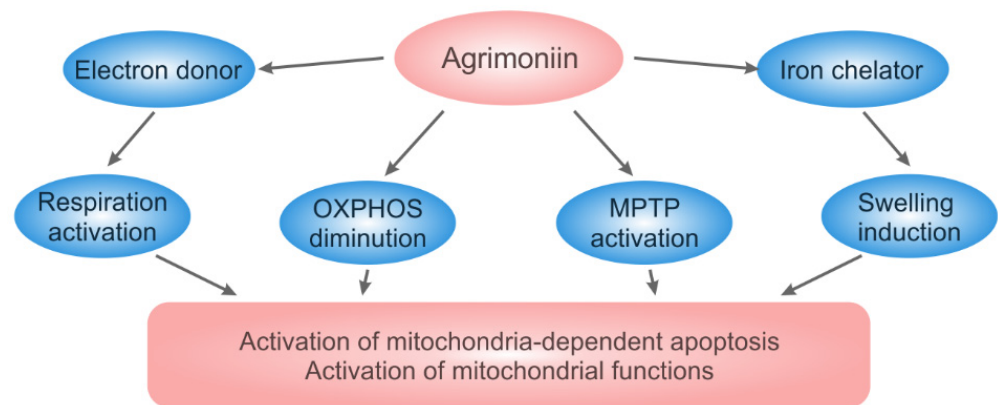 Agrimoniin
Electron donor
Iron chelator
Respiration
activation
OXPHOS
diminution
MPTP
activation
Swelling
induction
Activation of mitochondria-dependent apoptosis
Activation of mitochondrial functions